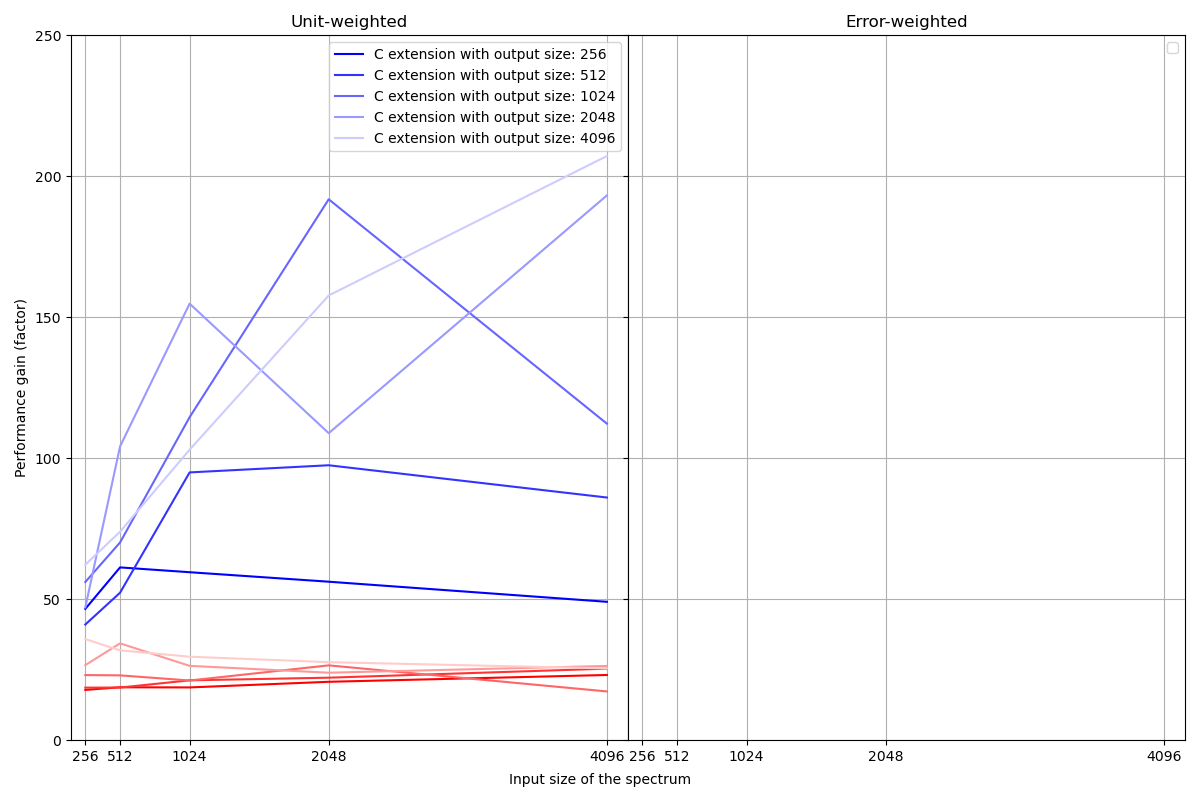 Unit-weighted
Error-weighted
250
200
150
100
50
0
Performance gain (factor)
C extension with output size: 256
C extension with output size: 512
C extension with output size: 1024
C extension with output size: 2048
C extension with output size: 4096
256 512 1024 2048 4096
256 512 1024 2048 4096
Input size of the spectrum